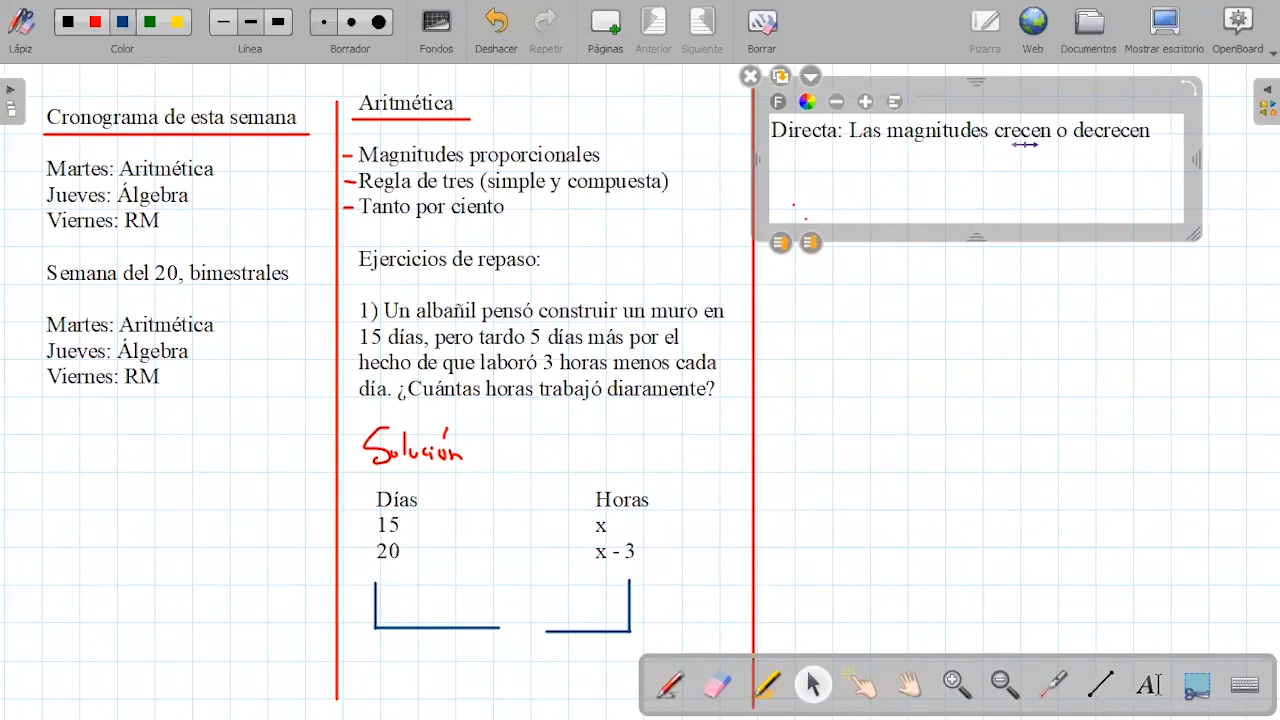 Lápiz
Color
Línea
Borrador
Fondos
Deshacer
Repetir
Páginas
Anterior
Siguiente
Borrar
Pizarra
Web
Documentos
Mostrar escritorio
OpenBoard
Cronograma de esta semana
Martes: Aritmética
Jueves: Álgebra
Viernes: RM
Semana del 20, bimestrales
Martes: Aritmética
Jueves: Álgebra
Viernes: RM
Aritmética
- Magnitudes proporcionales
- Regla de tres (simple y compuesta)
- Tanto por ciento
Ejercicios de repaso:
1) Un albañil pensó construir un muro en
15 días, pero tardo 5 días más por el
hecho de que laboró 3 horas menos cada
día. ¿Cuántas horas trabajó diaramente?
Solución
Días Horas
15 x
20 x - 3
F
Directa: Las magnitudes crecen o decrecen